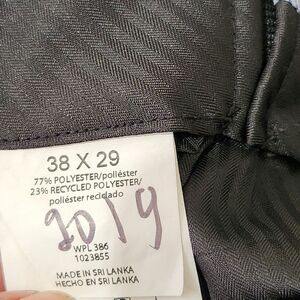 38 X 29
77% POLYESTER/poliéster
23% RECYCLED POLYESTER/
poliéster reciclado
2019
WPL 386
1023855
MADE IN SRI LANKA
HECHO EN SRI LANKA